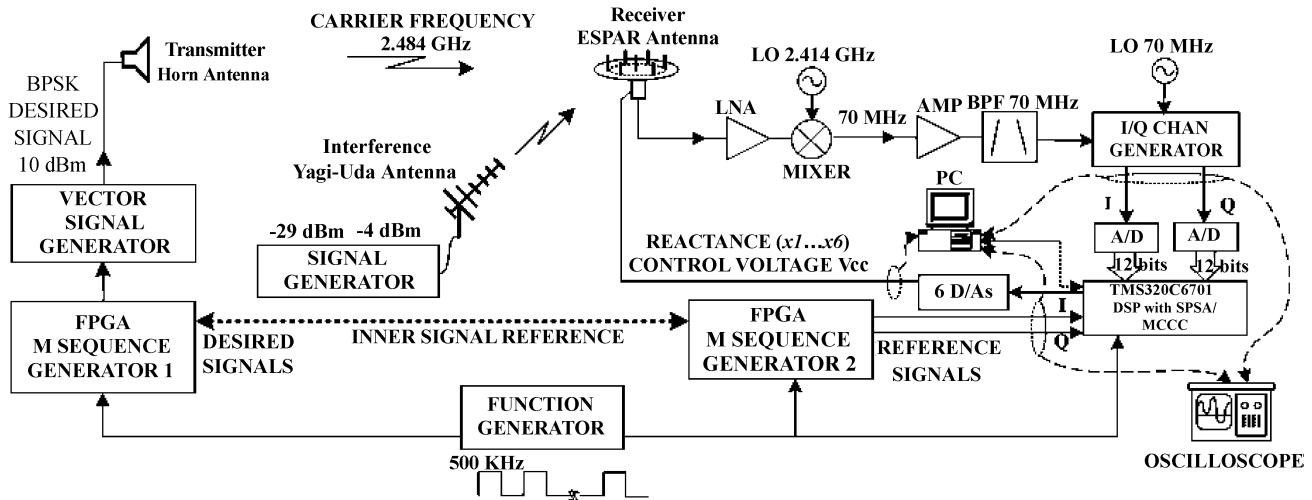 CARRIER FREQUENCY
2.484 GHz
Receiver
ESPAR Antenna
Transmitter
Horn Antenna
LO 2.414 GHz
LO 70 MHz
BPSK
DESIRED
SIGNAL
10 dBm
Interference
Yagi-Uda Antenna
LNA
MIXER
70 MHz
AMP
BPF 70 MHz
I/Q CHAN
GENERATOR
VECTOR
SIGNAL
GENERATOR
-29 dBm -4 dBm
SIGNAL
GENERATOR
PC
I
Q
A/D
A/D
12 bits
12 bits
REACTANCE (x1...x6)
CONTROL VOLTAGE Vcc
6 D/As
TMS320C6701
DSP with SPSA/
MCCC
FPGA
M SEQUENCE
GENERATOR 1
DESIRED
SIGNALS
INNER SIGNAL REFERENCE
FPGA
M SEQUENCE
GENERATOR 2
I
Q
REFERENCE
SIGNALS
FUNCTION
GENERATOR
500 KHz
OSCILLOSCOPE